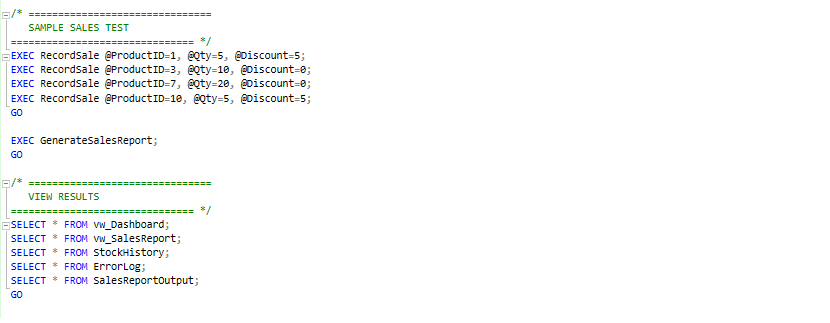 /* ===============================
SAMPLE SALES TEST
=============================== */
EXEC RecordSale @ProductID=1, @Qty=5, @Discount=5;
EXEC RecordSale @ProductID=3, @Qty=10, @Discount=0;
EXEC RecordSale @ProductID=7, @Qty=20, @Discount=0;
EXEC RecordSale @ProductID=10, @Qty=5, @Discount=5;
GO
EXEC GenerateSalesReport;
GO
/* ===============================
VIEW RESULTS
=============================== */
SELECT * FROM vw_Dashboard;
SELECT * FROM vw_SalesReport;
SELECT * FROM StockHistory;
SELECT * FROM ErrorLog;
SELECT * FROM SalesReportOutput;
GO